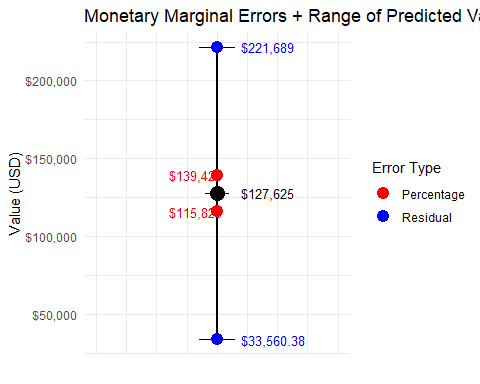 Monetary Marginal Errors + Range of Predicted Va
Value (USD)
$200,000
$150,000
$100,000
$50,000
$221,689
$139,42
$127,625
$115,82
$33,560.38
Error Type
Percentage
Residual